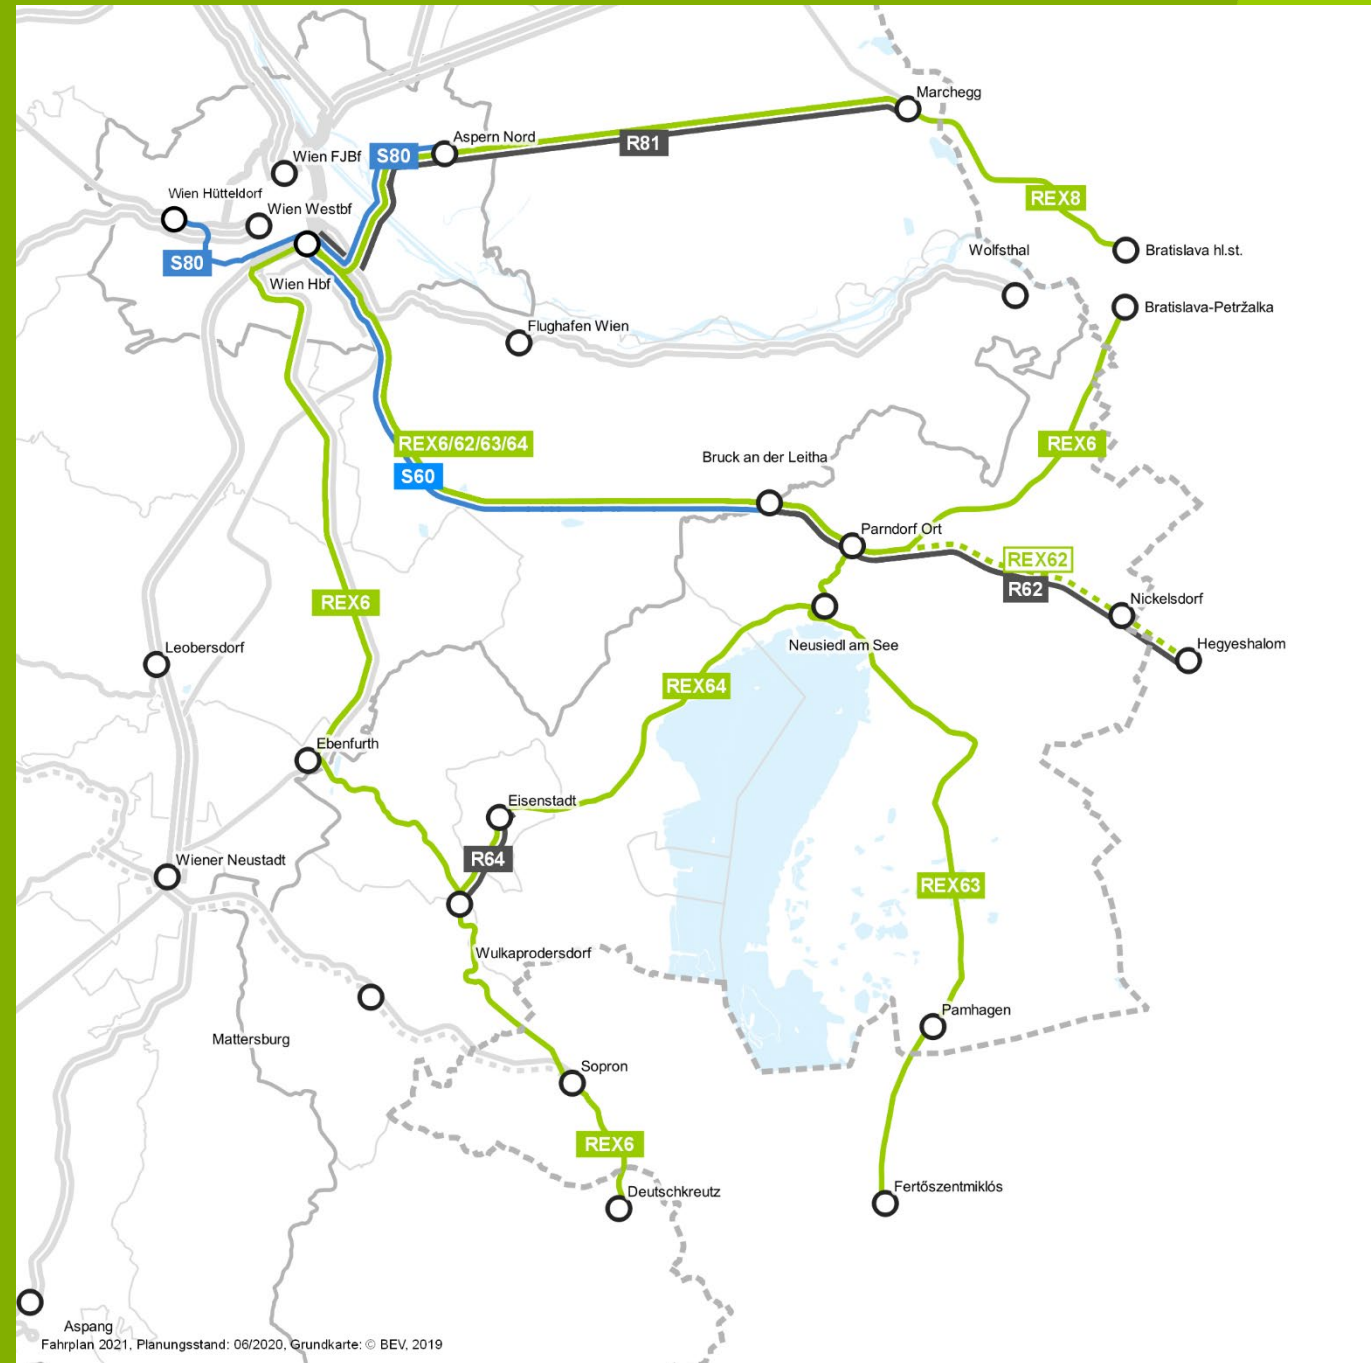 Marchegg
Aspern Nord
R81
S80
Wien FJBf
Wien Hütteldorf
REX8
Wien Westbf
Wolfsthal
Bratislava hl.st.
S80
Wien Hbf
Bratislava-Petržalka
Flughafen Wien
REX6/62/63/64
REX6
Bruck an der Leitha
S60
Parndorf Ort
REX62
R62
Nickelsdorf
REX6
Hegyeshalom
Leobersdorf
Neusiedl am See
REX64
Ebenfurth
Eisenstadt
R64
Wiener Neustadt
REX63
Wulkaprodersdorf
Pamhagen
Mattersburg
Sopron
REX6
Fertőszentmiklós
Deutschkreutz
Aspang
Fahrplan 2021, Planungsstand: 06/2020, Grundkarte: © BEV, 2019